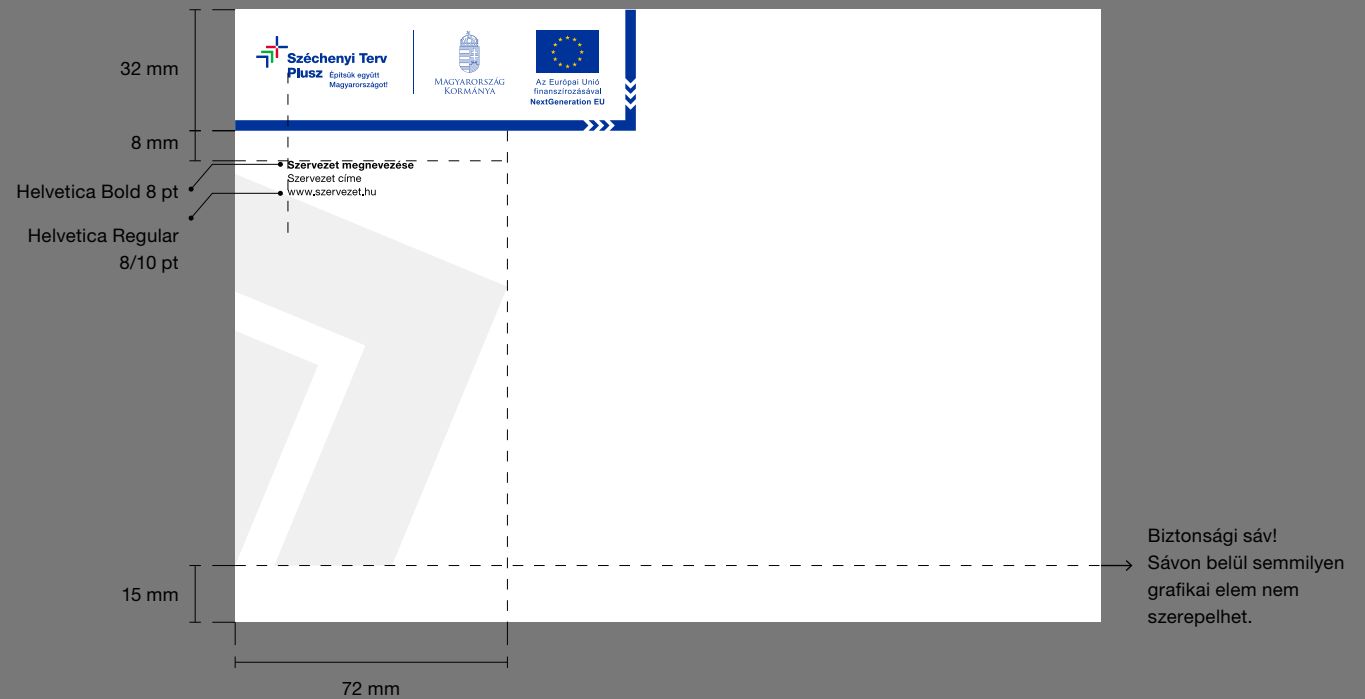 32 mm
8 mm
Helvetica Bold 8 pt
Helvetica Regular
8/10 pt
15 mm
72 mm
Széchenyi Terv
Plusz Építsük együtt
Magyarországot!
MAGYARORSZÁG
KORMÁNYA
Az Európai Unió
finanszírozásával
NextGeneration EU
Szervezet megnevezése
Szervezet címe
www.szervezet.hu
Biztonsági sáv!
Sávon belül semmilyen
grafikai elem nem
szerepelhet.